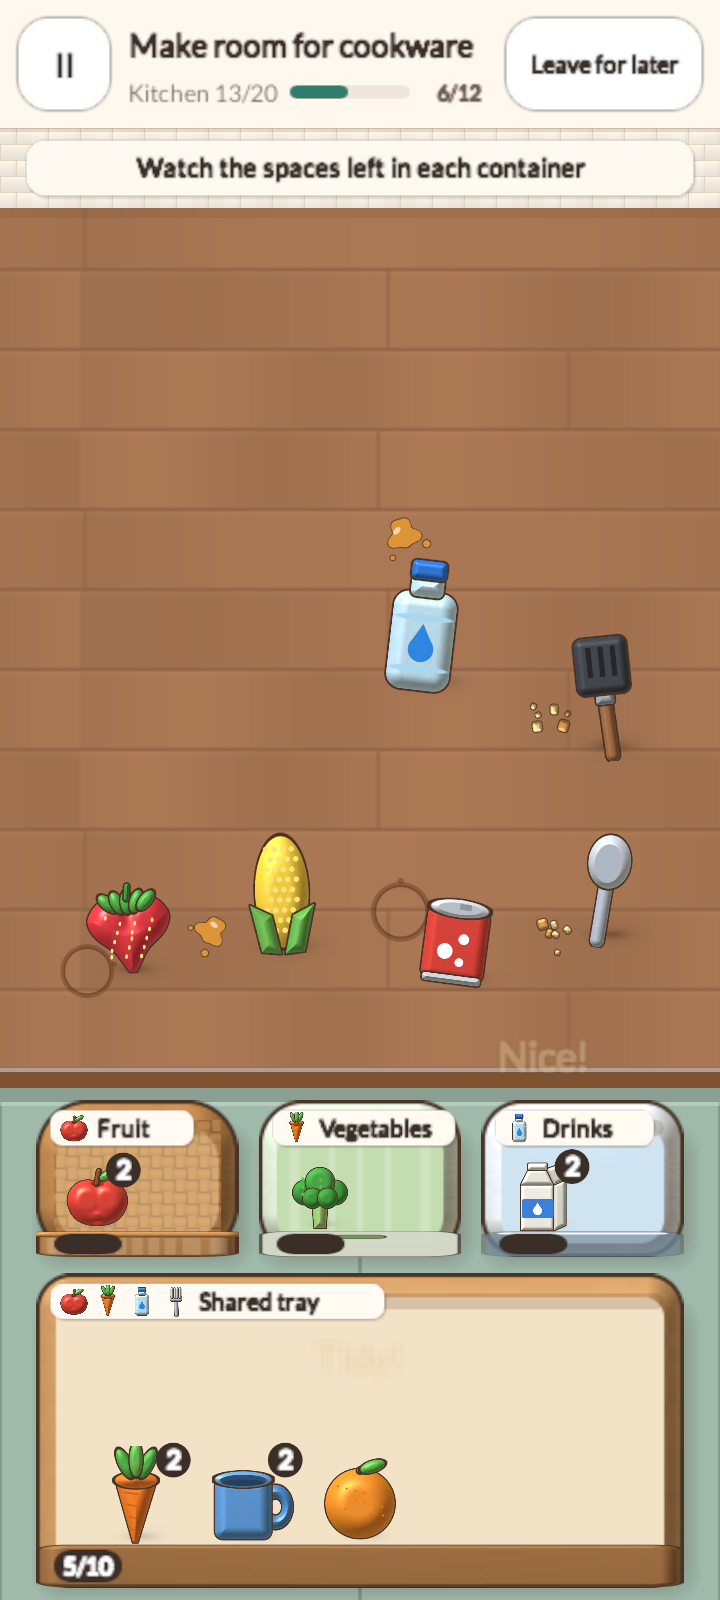 Make room for cookware
Kitchen 13/20
6/12
Leave for later
Watch the spaces left in each container
Nice!
Fruit
Vegetables
Drinks
2
2
Shared tray
Tidy!
2
2
5/10